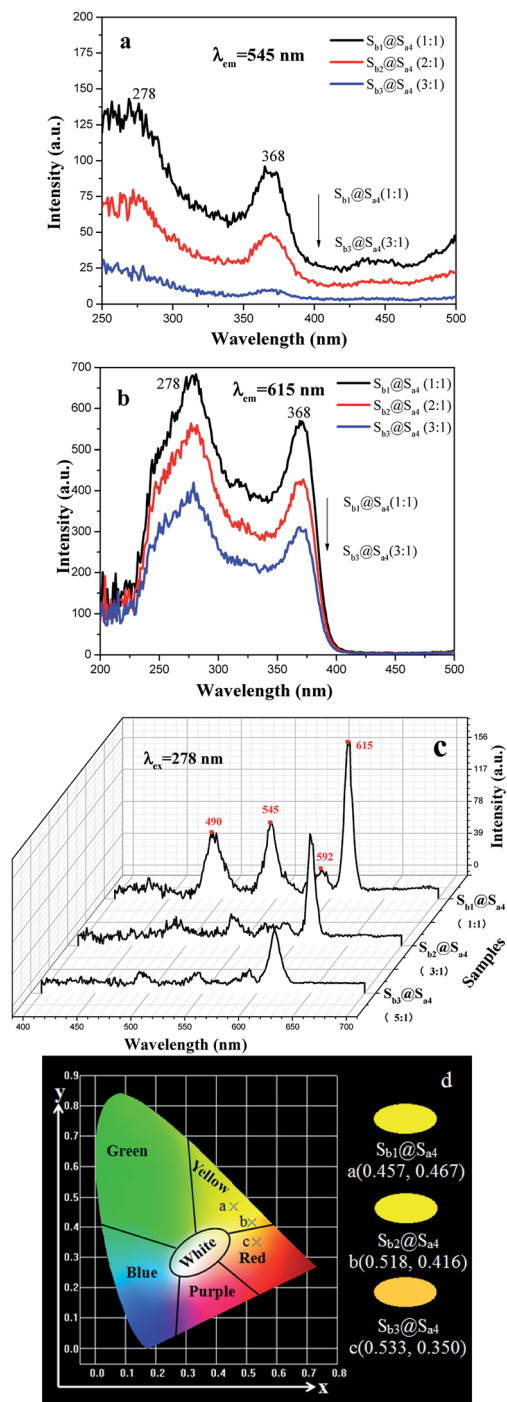 a
λem=545 nm
Sb1@Sa4 (1:1)
Sb2@Sa4 (2:1)
Sb3@Sa4 (3:1)
278
368
Sb1@Sa4(1:1)
Sb3@Sa4(3:1)
200
175
150
125
100
75
50
25
0
Intensity (a.u.)
250 300 350 400 450 500
Wavelength (nm)
b
λem=615 nm
Sb1@Sa4 (1:1)
Sb2@Sa4 (2:1)
Sb3@Sa4 (3:1)
278
368
Sb1@Sa4(1:1)
Sb3@Sa4(3:1)
700
600
500
400
300
200
100
0
Intensity (a.u.)
200 250 300 350 400 450 500
Wavelength (nm)
c
λex=278 nm
490
545
592
615
156
117
78
39
0
Intensity (a.u.)
Sb1@Sa4
( 1:1)
Sb2@Sa4
( 3:1)
Sb3@Sa4
( 5:1)
Samples
400 450 500 550 600 650 700
Wavelength (nm)
d
y
0.9
0.8
0.7
0.6
0.5
0.4
0.3
0.2
0.1
0.0
Green
Yellow
a
b
c
White
Red
Blue
Purple
0.0 0.1 0.2 0.3 0.4 0.5 0.6 0.7 0.8
x
Sb1@Sa4
a(0.457, 0.467)
Sb2@Sa4
b(0.518, 0.416)
Sb3@Sa4
c(0.533, 0.350)